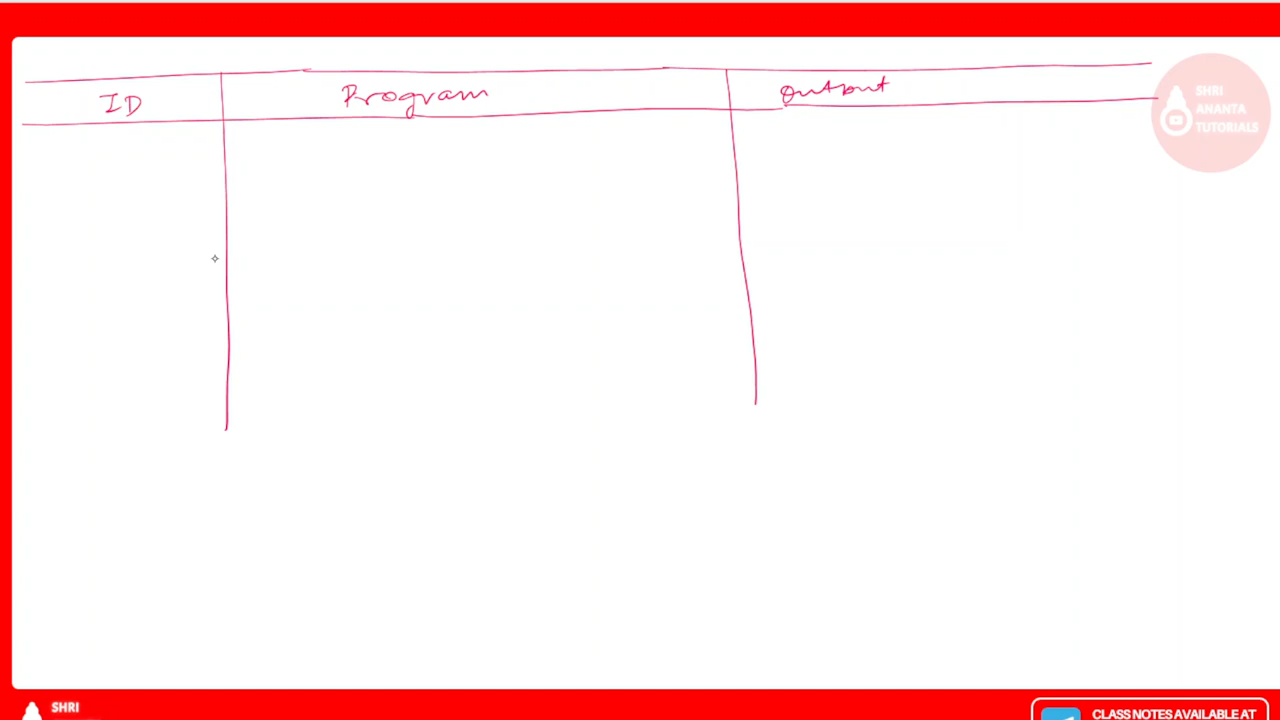 ID Program Output
SHRI
ANANTA
TUTORIALS
SHRI
CLASS NOTES AVAILABLE AT